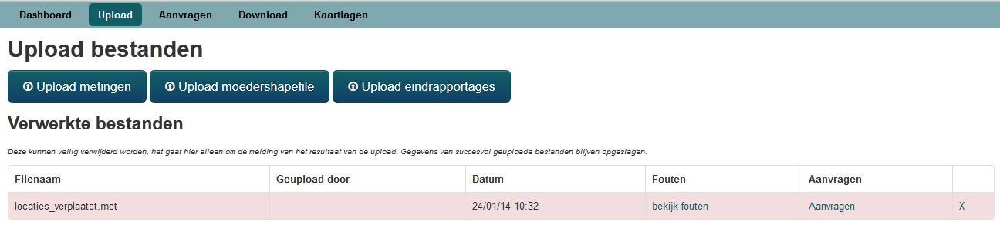 Dashboard Upload Aanvragen Download Kaartlagen
Upload bestanden
Upload metingen Upload moedershapefile Upload eindrapportages
Verwerkte bestanden
Deze kunnen veilig verwijderd worden, het gaat hier alleen om de melding van het resultaat van de upload. Gegevens van succesvol geuploade bestanden blijven opgeslagen.
Filenaam Geupload door Datum Fouten Aanvragen
locaties_verplaatst.met 24/01/14 10:32 bekijk fouten Aanvragen X